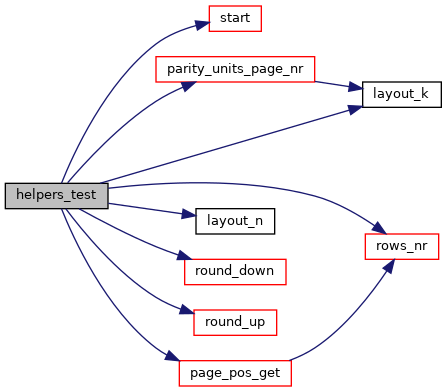 start
parity_units_page_nr
layout_k
helpers_test
layout_n
rows_nr
round_down
round_up
page_pos_get